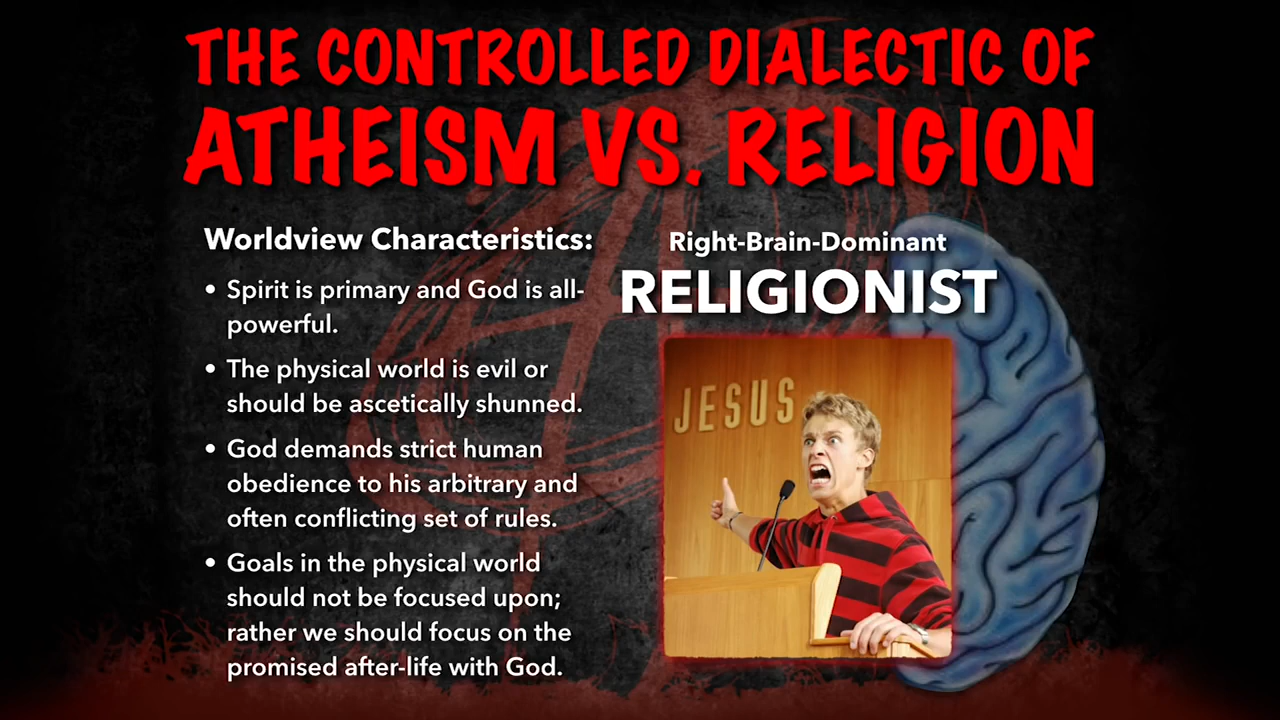 THE CONTROLLED DIALECTIC OF
ATHEISM VS. RELIGION
Worldview Characteristics:
• Spirit is primary and God is all-
powerful.
• The physical world is evil or
should be ascetically shunned.
• God demands strict human
obedience to his arbitrary and
often conflicting set of rules.
• Goals in the physical world
should not be focused upon;
rather we should focus on the
promised after-life with God.
Right-Brain-Dominant
RELIGIONIST
JESUS